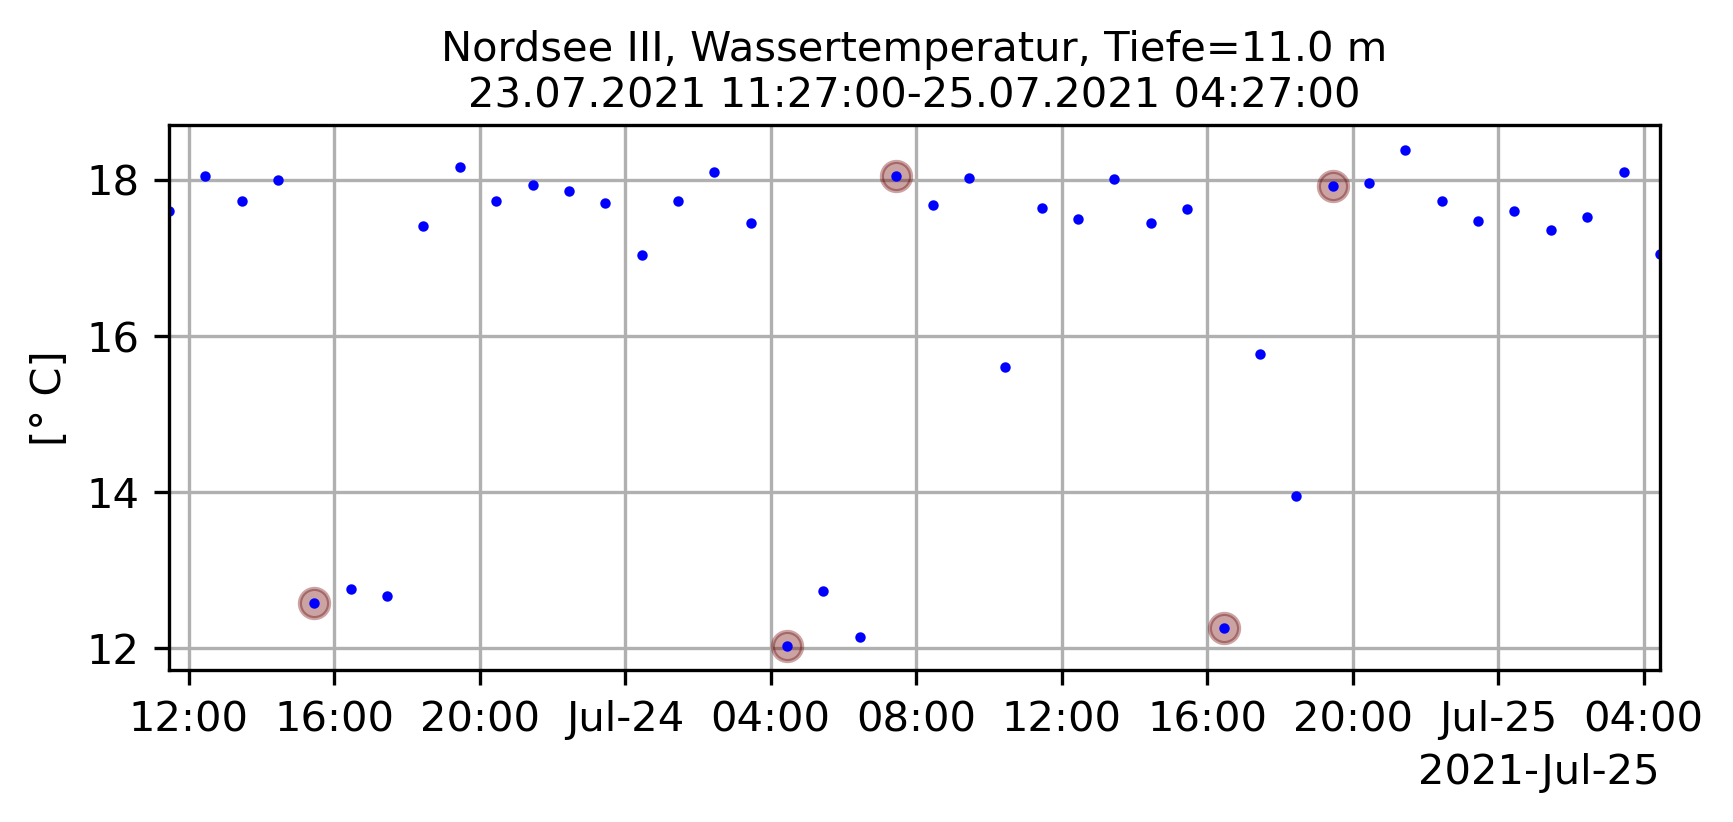 Nordsee III, Wassertemperatur, Tiefe=11.0 m
23.07.2021 11:27:00-25.07.2021 04:27:00
18
16
14
12
[° C]
12:00 16:00 20:00 Jul-24 04:00 08:00 12:00 16:00 20:00 Jul-25 04:00
2021-Jul-25